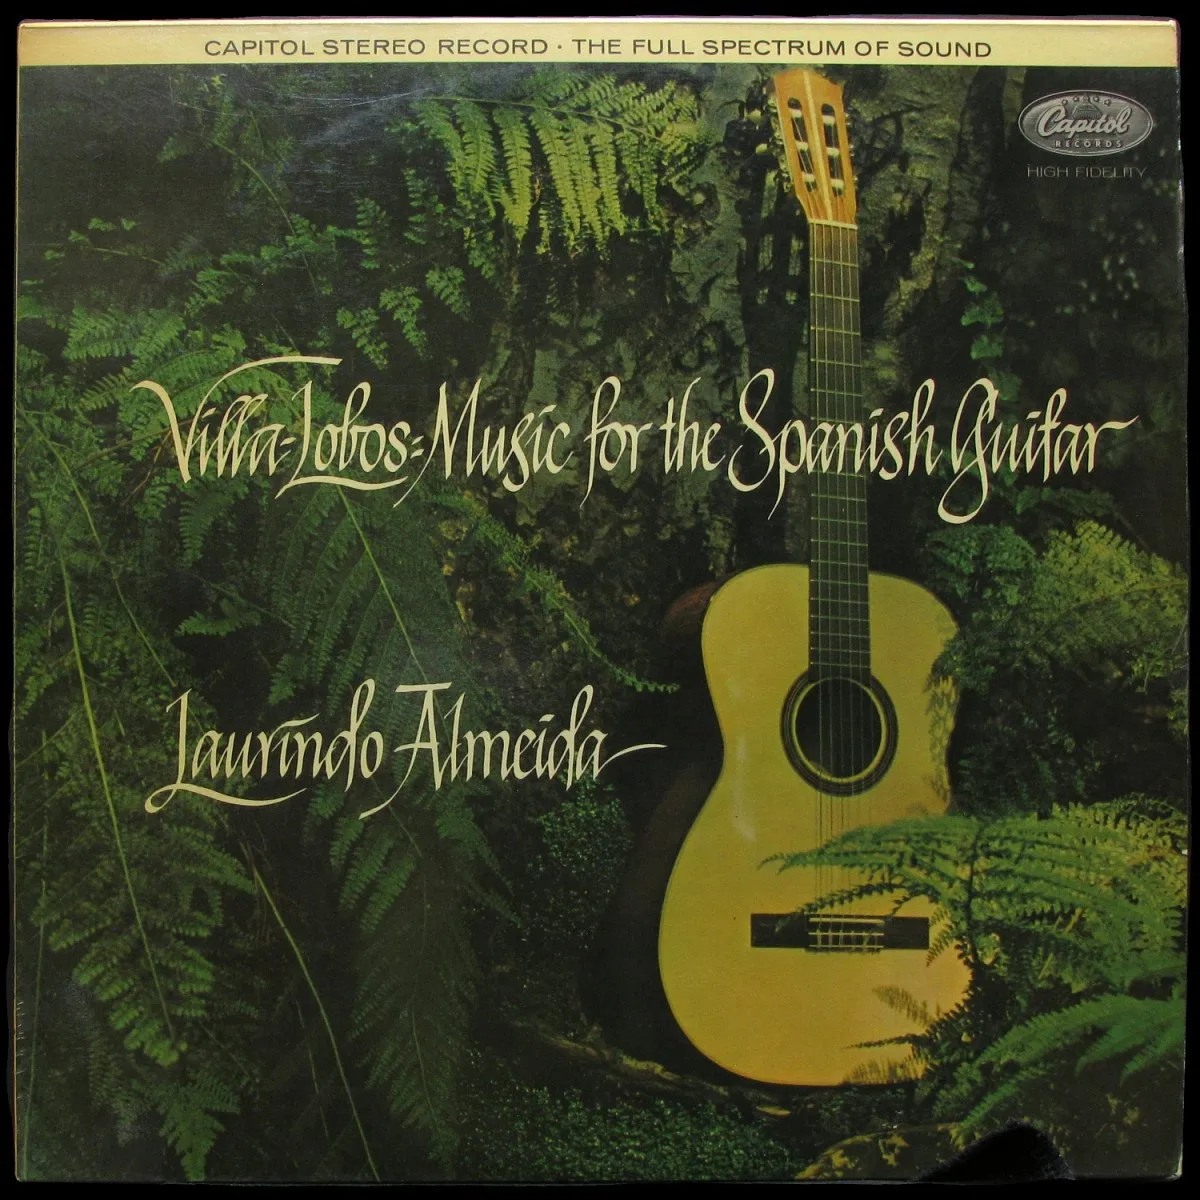 CAPITOL STEREO RECORD · THE FULL SPECTRUM OF SOUND
Capitol
RECORDS
HIGH FIDELITY
Villa-Lobos: Music for the Spanish Guitar
Laurindo Almeida